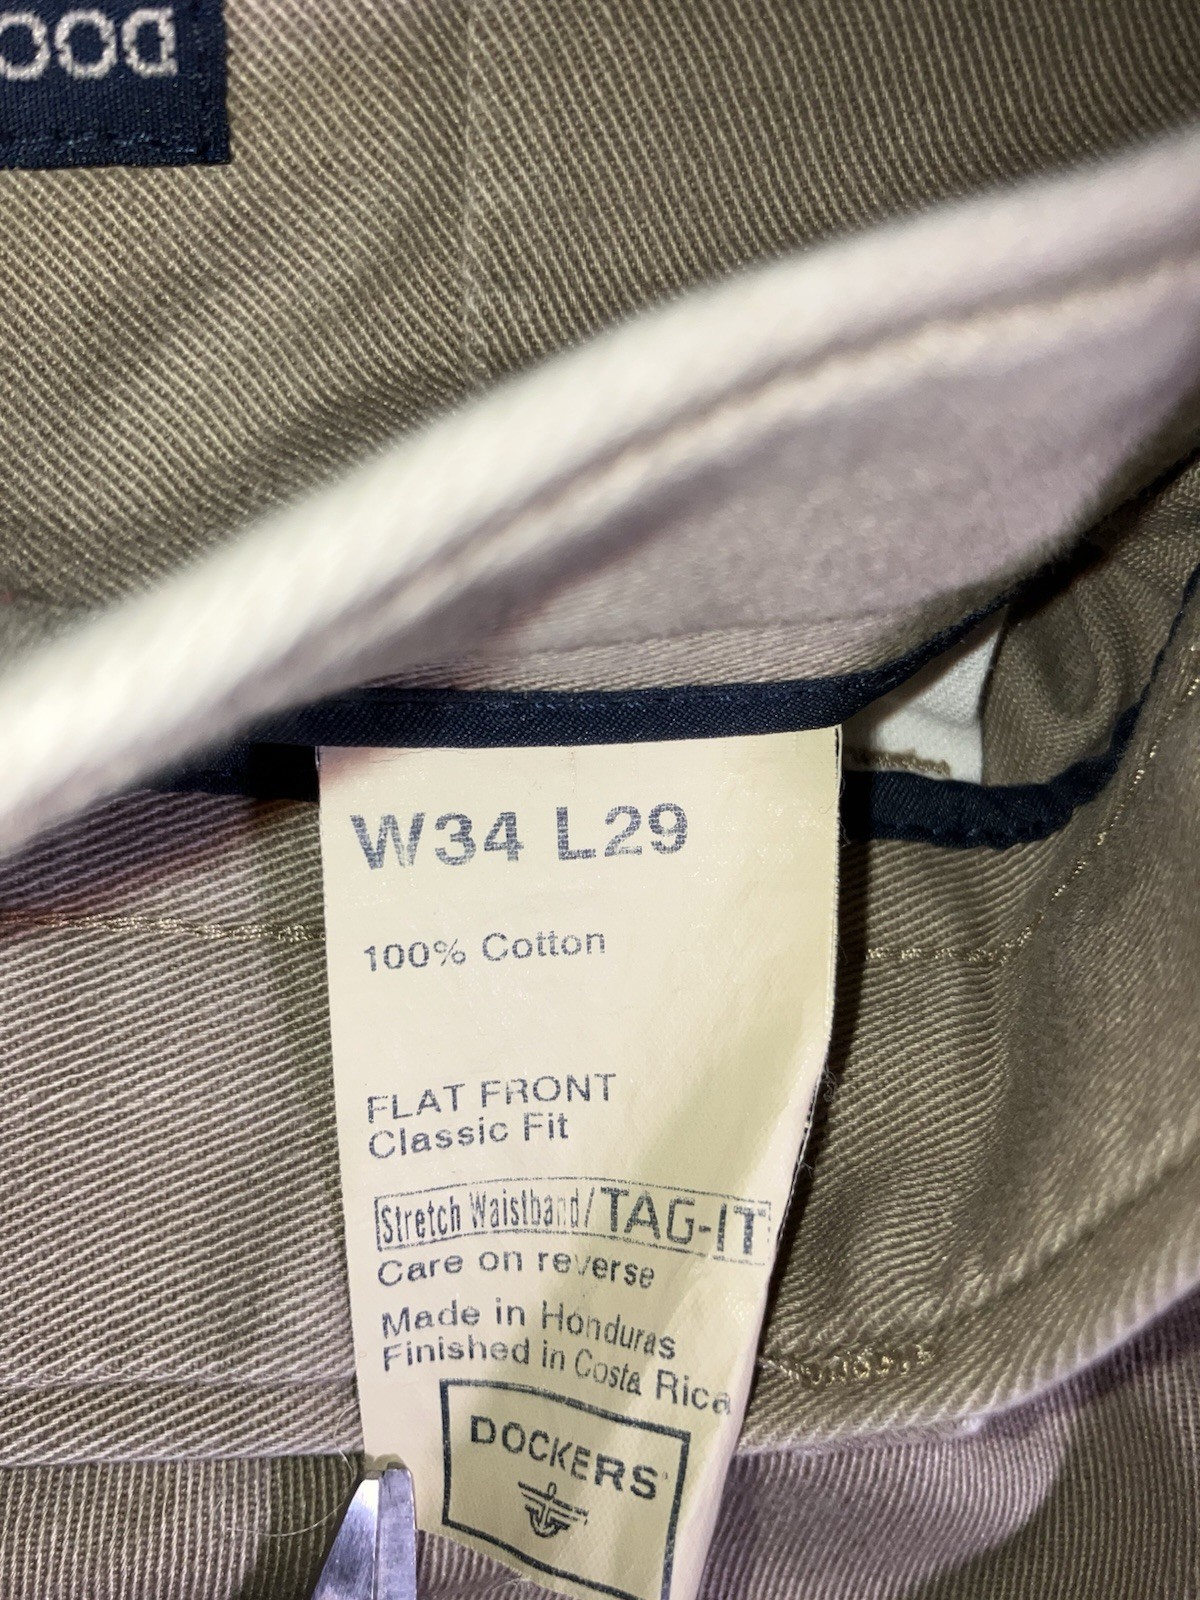 DOC
W34 L29
100% Cotton
FLAT FRONT
Classic Fit
Stretch Waistband/TAG-IT
Care on reverse
Made in Honduras
Finished in Costa Rica
DOCKERS